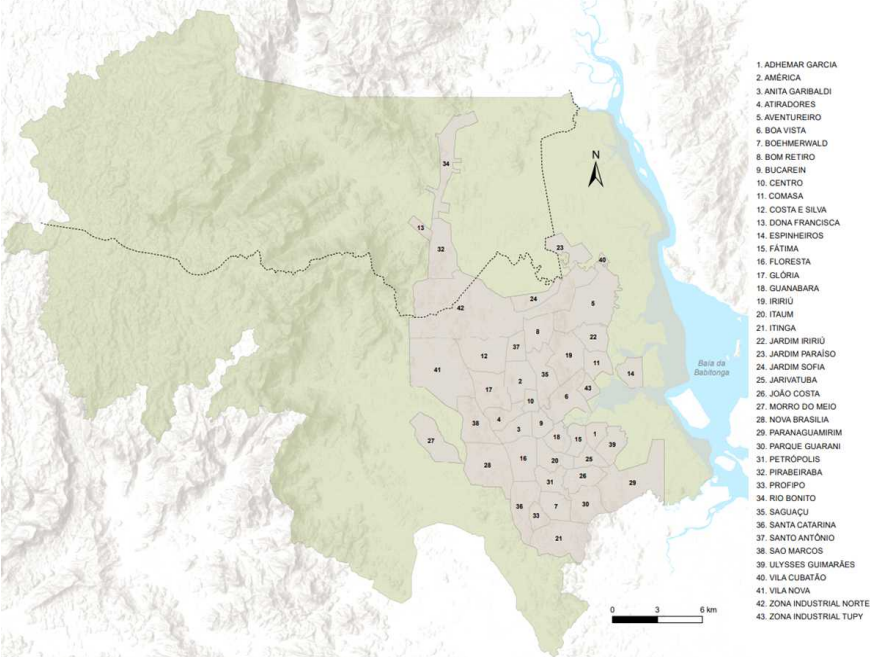 1. ADHEMAR GARCIA
2. AMÉRICA
3. ANITA GARIBALDI
4. ATIRADORES
5. AVENTUREIRO
6. BOA VISTA
7. BOEHMERWALD
8. BOM RETIRO
9. BUCAREIN
10. CENTRO
11. COMASA
12. COSTA E SILVA
13. DONA FRANCISCA
14. ESPINHEIROS
15. FÁTIMA
16. FLORESTA
17. GLÓRIA
18. GUANABARA
19. IRIRIÚ
20. ITAUM
21. ITINGA
22. JARDIM IRIRIÚ
23. JARDIM PARAÍSO
24. JARDIM SOFIA
25. JARIVATUBA
26. JOÃO COSTA
27. MORRO DO MEIO
28. NOVA BRASILIA
29. PARANAGUAMIRIM
30. PARQUE GUARANI
31. PETRÓPOLIS
32. PIRABEIRABA
33. PROFIPO
34. RIO BONITO
35. SAGUAÇU
36. SANTA CATARINA
37. SANTO ANTÔNIO
38. SAO MARCOS
39. ULYSSES GUIMARÃES
40. VILA CUBATÃO
41. VILA NOVA
42. ZONA INDUSTRIAL NORTE
43. ZONA INDUSTRIAL TUPY
N
34
13
32
23
40
24
5
42
8
22
37
19
12
11
41
35
14
2
43
17
6
10
4
38
9
3
18
1
15
39
27
16
20
25
28
26
31
29
36
7
30
33
21
Baía da
Babitonga
0 3 6 km